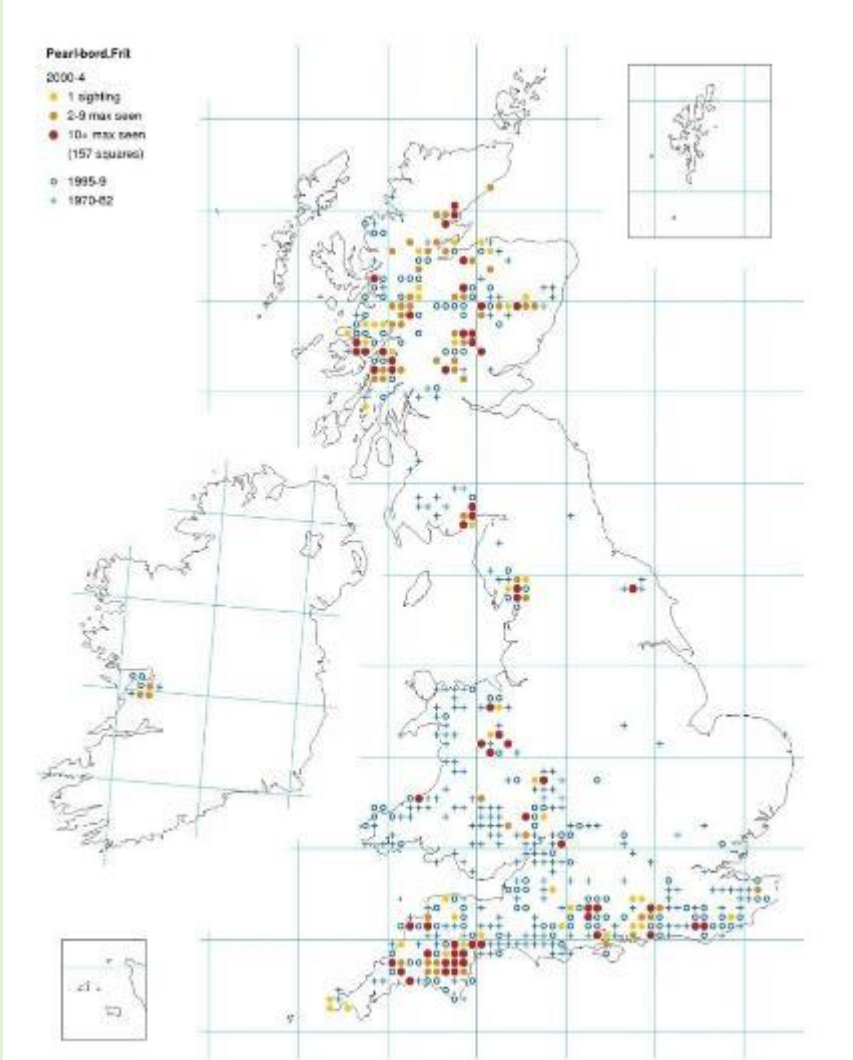 Pearl-bord.Frit
2000-4
1 sighting
2-9 max seen
10+ max seen
(157 squares)
1995-9
1970-82